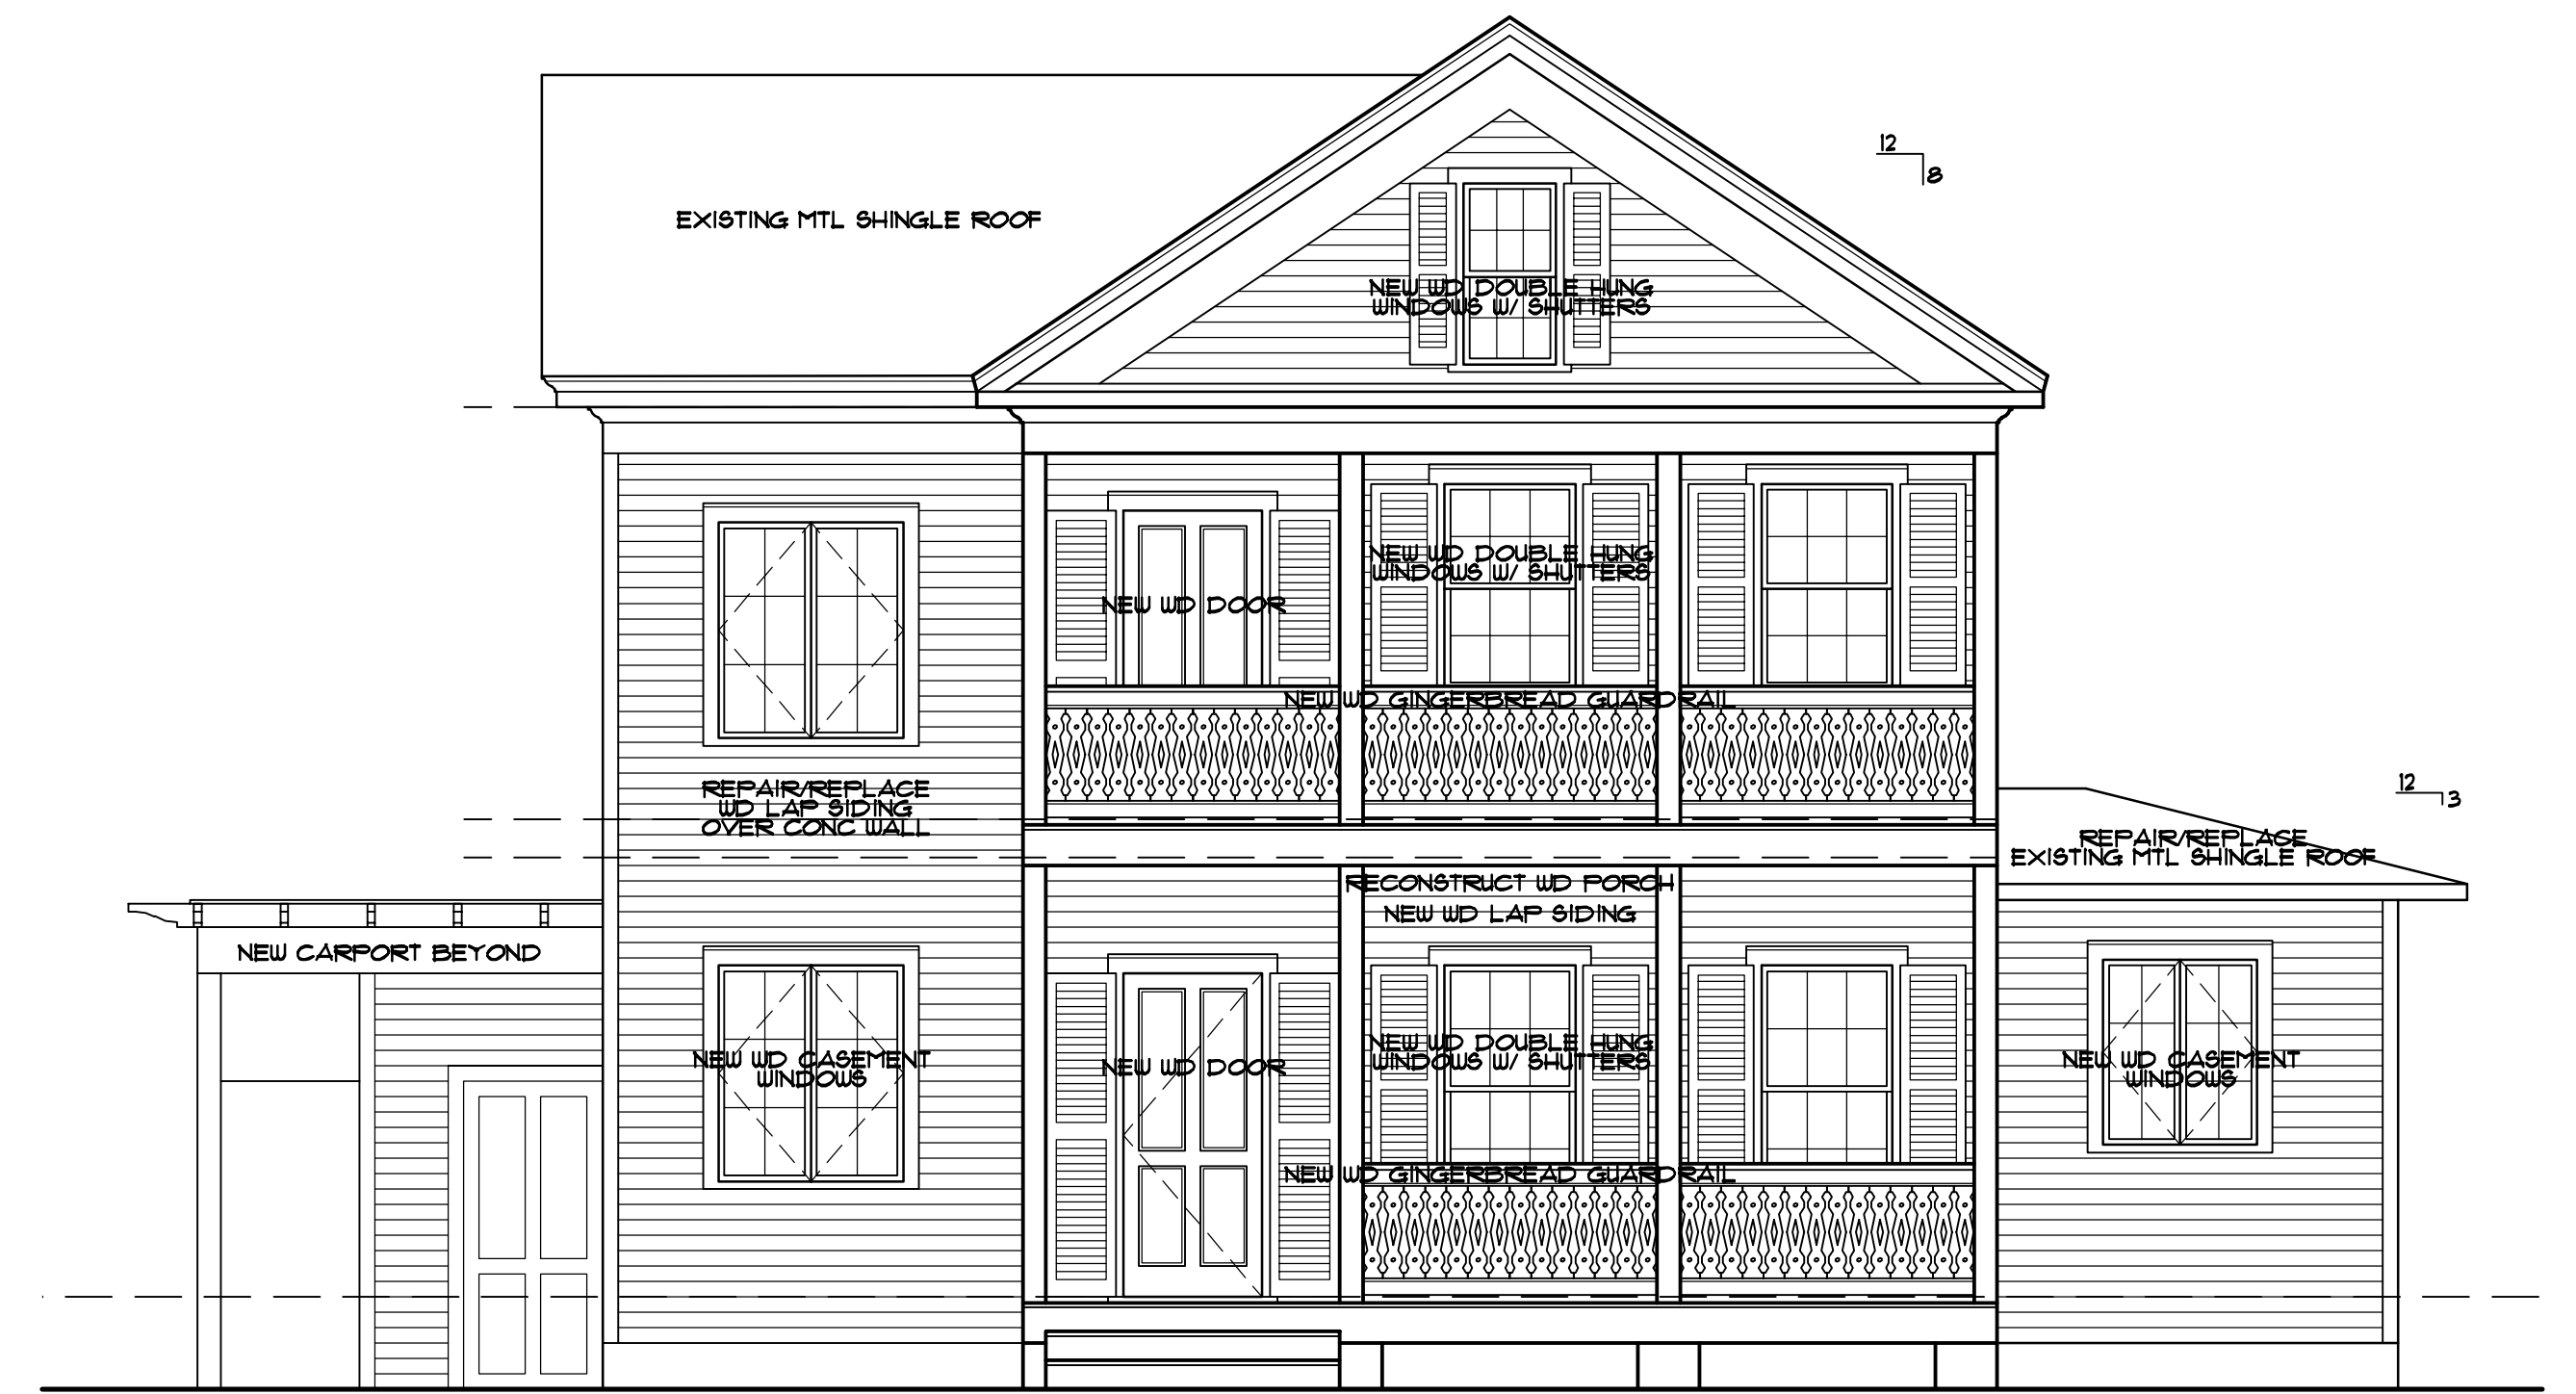 12
8
EXISTING MTL SHINGLE ROOF
NEW WD DOUBLE HUNG
WINDOWS W/ SHUTTERS
NEW WD DOUBLE HUNG
WINDOWS W/ SHUTTERS
NEW WD DOOR
NEW WD GINGERBREAD GUARDRAIL
REPAIR/REPLACE
WD LAP SIDING
OVER CONC WALL
12
3
REPAIR/REPLACE
EXISTING MTL SHINGLE ROOF
RECONSTRUCT WD PORCH
NEW WD LAP SIDING
NEW CARPORT BEYOND
NEW WD CASEMENT
WINDOWS
NEW WD DOOR
NEW WD DOUBLE HUNG
WINDOWS W/ SHUTTERS
NEW WD CASEMENT
WINDOWS
NEW WD GINGERBREAD GUARDRAIL